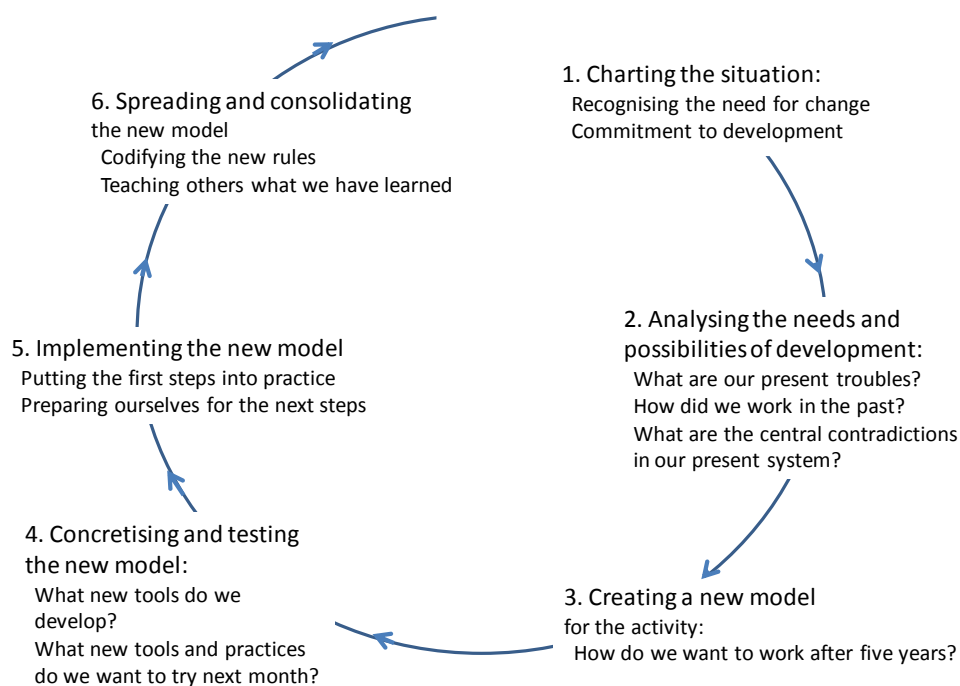 1. Charting the situation:
Recognising the need for change
Commitment to development
2. Analysing the needs and
possibilities of development:
What are our present troubles?
How did we work in the past?
What are the central contradictions
in our present system?
3. Creating a new model
for the activity:
How do we want to work after five years?
4. Concretising and testing
the new model:
What new tools do we
develop?
What new tools and practices
do we want to try next month?
5. Implementing the new model
Putting the first steps into practice
Preparing ourselves for the next steps
6. Spreading and consolidating
the new model
Codifying the new rules
Teaching others what we have learned